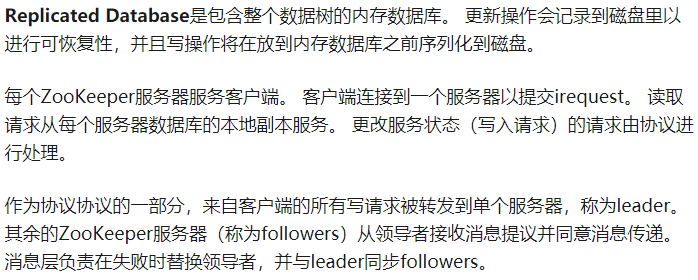 Replicated Database是包含整个数据树的内存数据库。 更新操作会记录到磁盘里以
进行可恢复性，并且写操作将在放到内存数据库之前序列化到磁盘。
每个ZooKeeper服务器服务客户端。 客户端连接到一个服务器以提交irequest。 读取
请求从每个服务器数据库的本地副本服务。 更改服务状态（写入请求）的请求由协议进
行处理。
作为协议协议的一部分，来自客户端的所有写请求被转发到单个服务器，称为leader。
其余的ZooKeeper服务器（称为followers）从领导者接收消息提议并同意消息传递。
消息层负责在失败时替换领导者，并与leader同步followers。